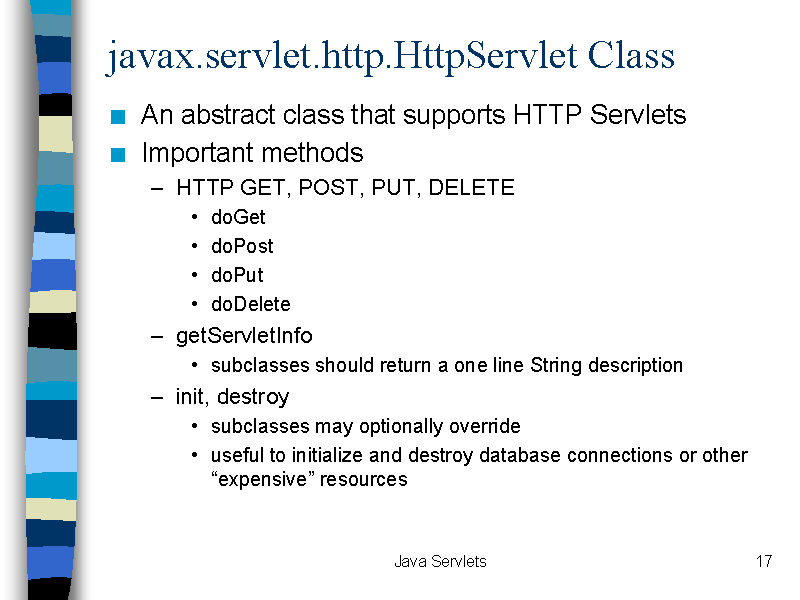 javax.servlet.http.HttpServlet Class
■ An abstract class that supports HTTP Servlets
■ Important methods
– HTTP GET, POST, PUT, DELETE
• doGet
• doPost
• doPut
• doDelete
– getServletInfo
• subclasses should return a one line String description
– init, destroy
• subclasses may optionally override
• useful to initialize and destroy database connections or other
“expensive” resources
Java Servlets
17